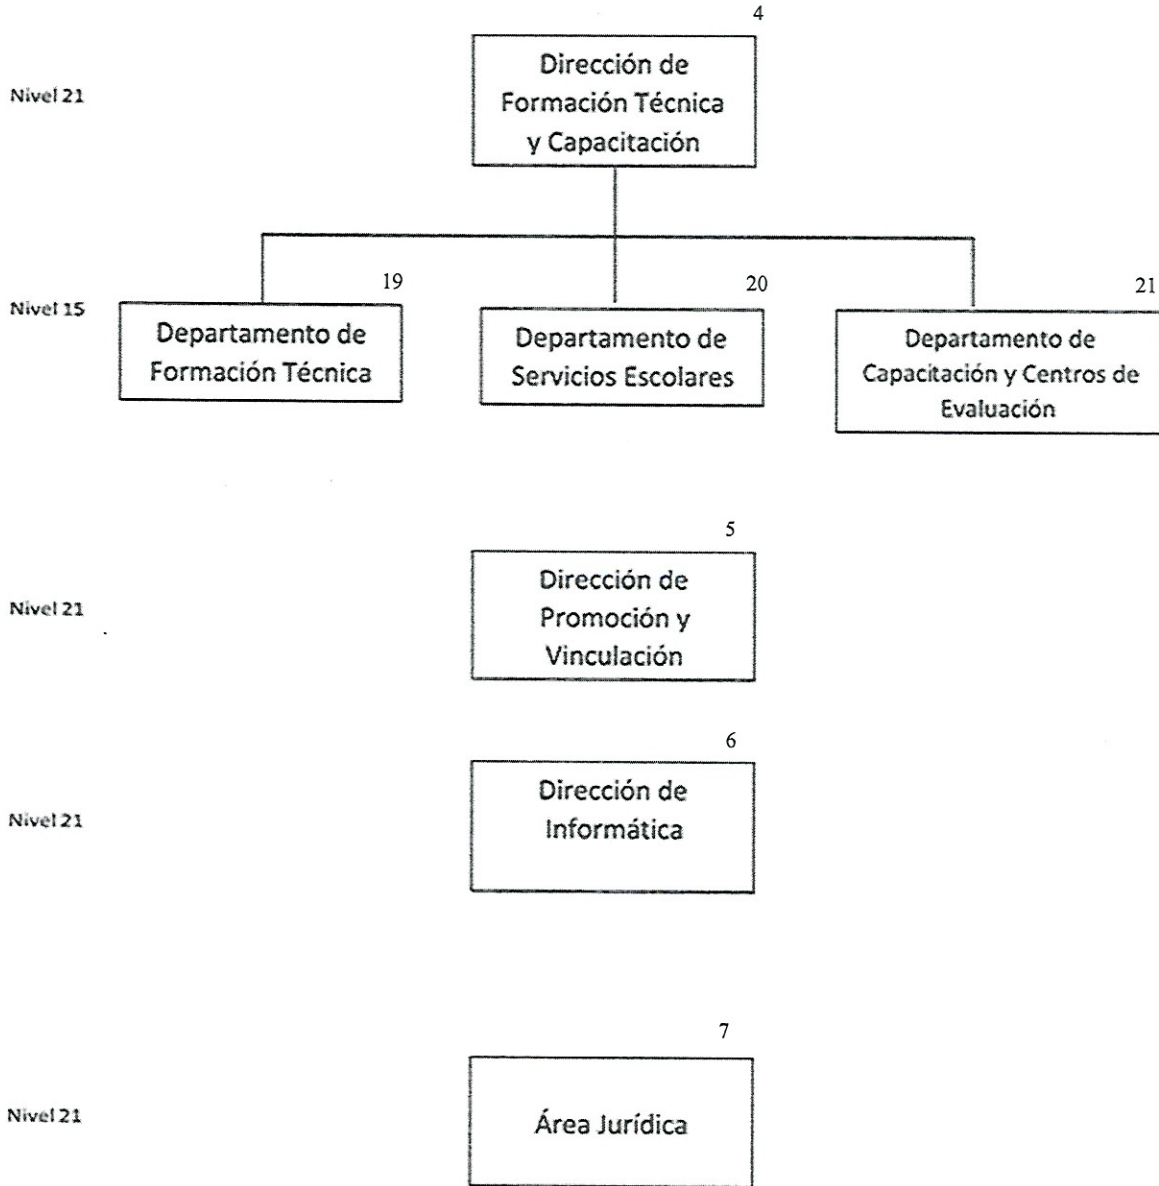 4
Nivel 21
Dirección de
Formación Técnica
y Capacitación
19
20
21
Nivel 15
Departamento de
Formación Técnica
Departamento de
Servicios Escolares
Departamento de
Capacitación y Centros de
Evaluación
5
Nivel 21
Dirección de
Promoción y
Vinculación
6
Nivel 21
Dirección de
Informática
7
Nivel 21
Área Jurídica